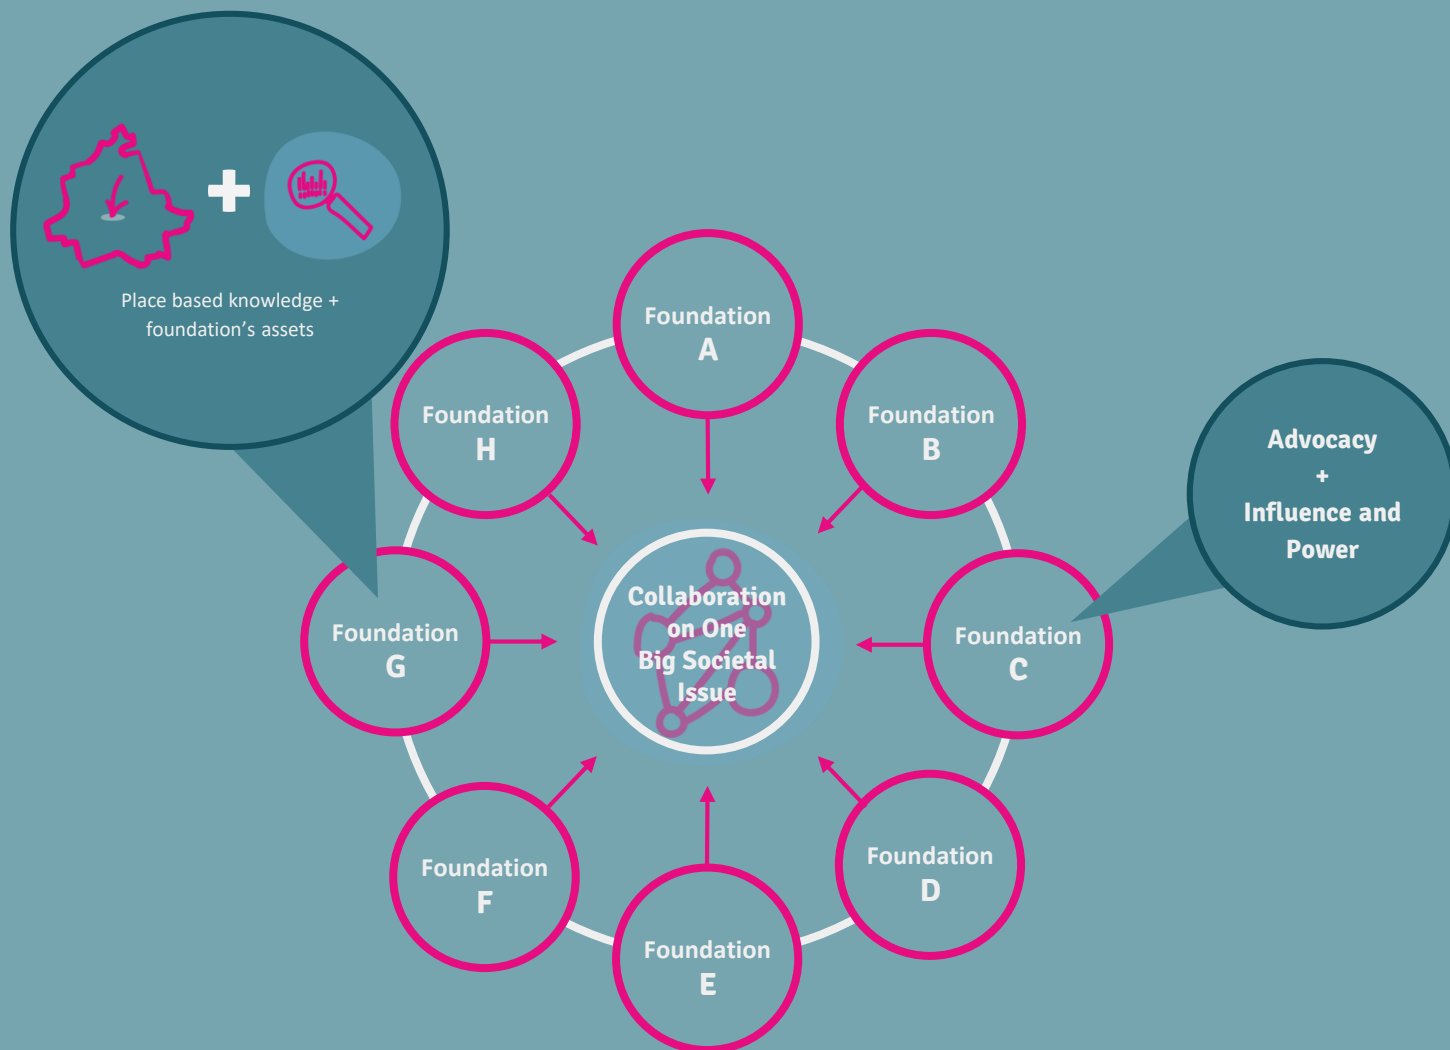 Place based knowledge +
foundation's assets
Foundation
A
Foundation
H
Foundation
B
Advocacy
+
Influence and
Power
Collaboration
on One
Big Societal
Issue
Foundation
G
Foundation
C
Foundation
F
Foundation
D
Foundation
E